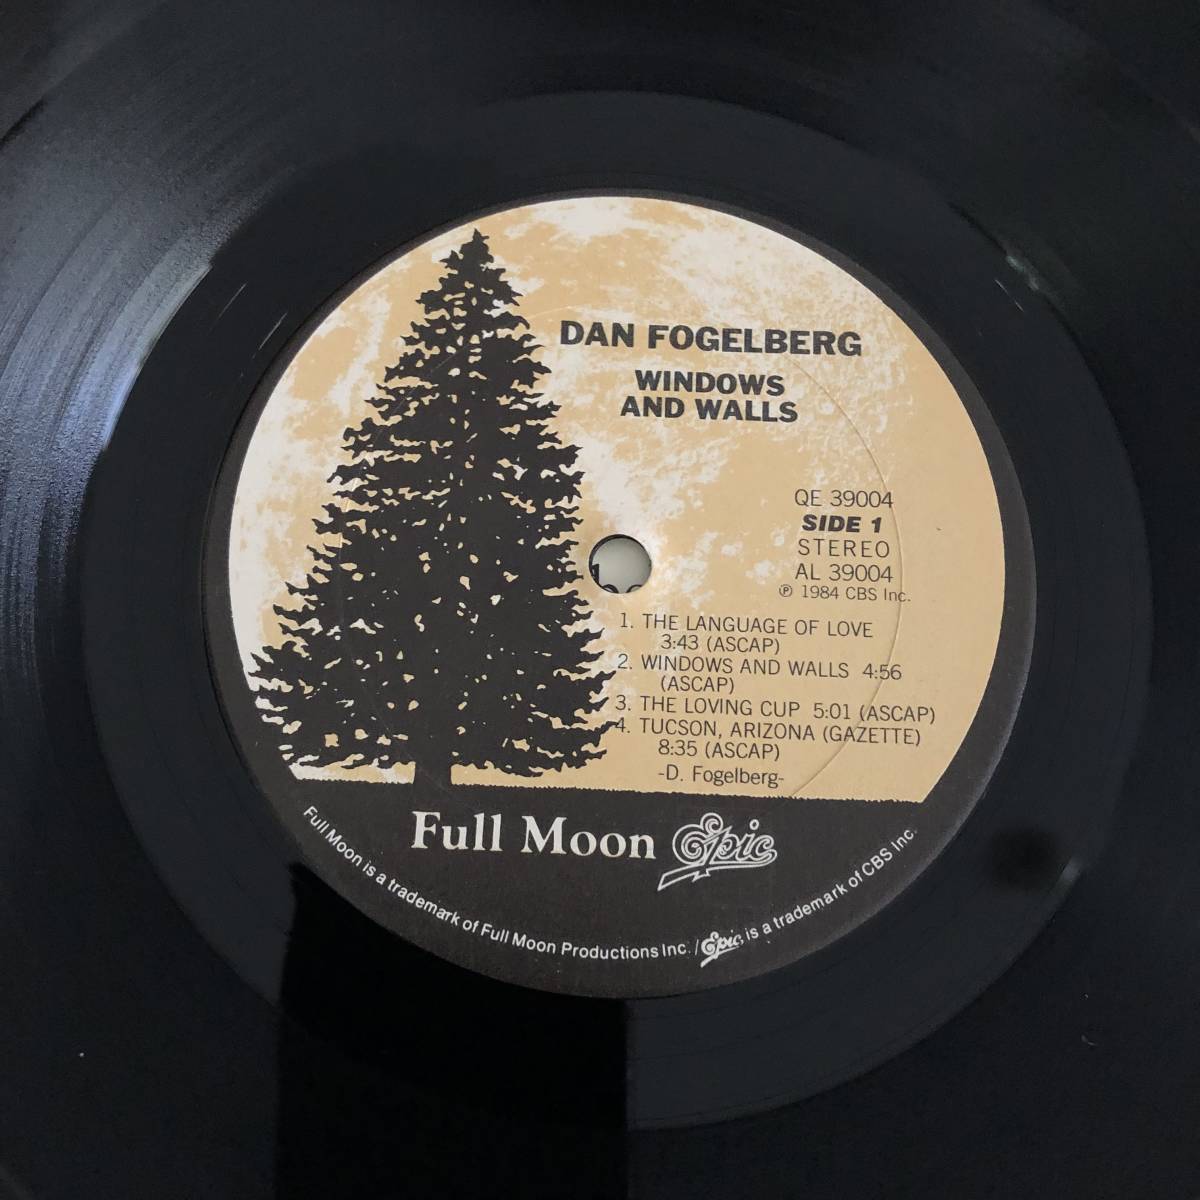 DAN FOGELBERG
WINDOWS
AND WALLS
QE 39004
SIDE 1
STEREO
AL 39004
℗ 1984 CBS Inc.
1. THE LANGUAGE OF LOVE
3:43 (ASCAP)
2. WINDOWS AND WALLS 4:56
(ASCAP)
3. THE LOVING CUP 5:01 (ASCAP)
4. TUCSON, ARIZONA (GAZETTE)
8:35 (ASCAP)
-D. Fogelberg-
Full Moon Epic
Full Moon is a trademark of Full Moon Productions Inc. / Epic is a trademark of CBS Inc.